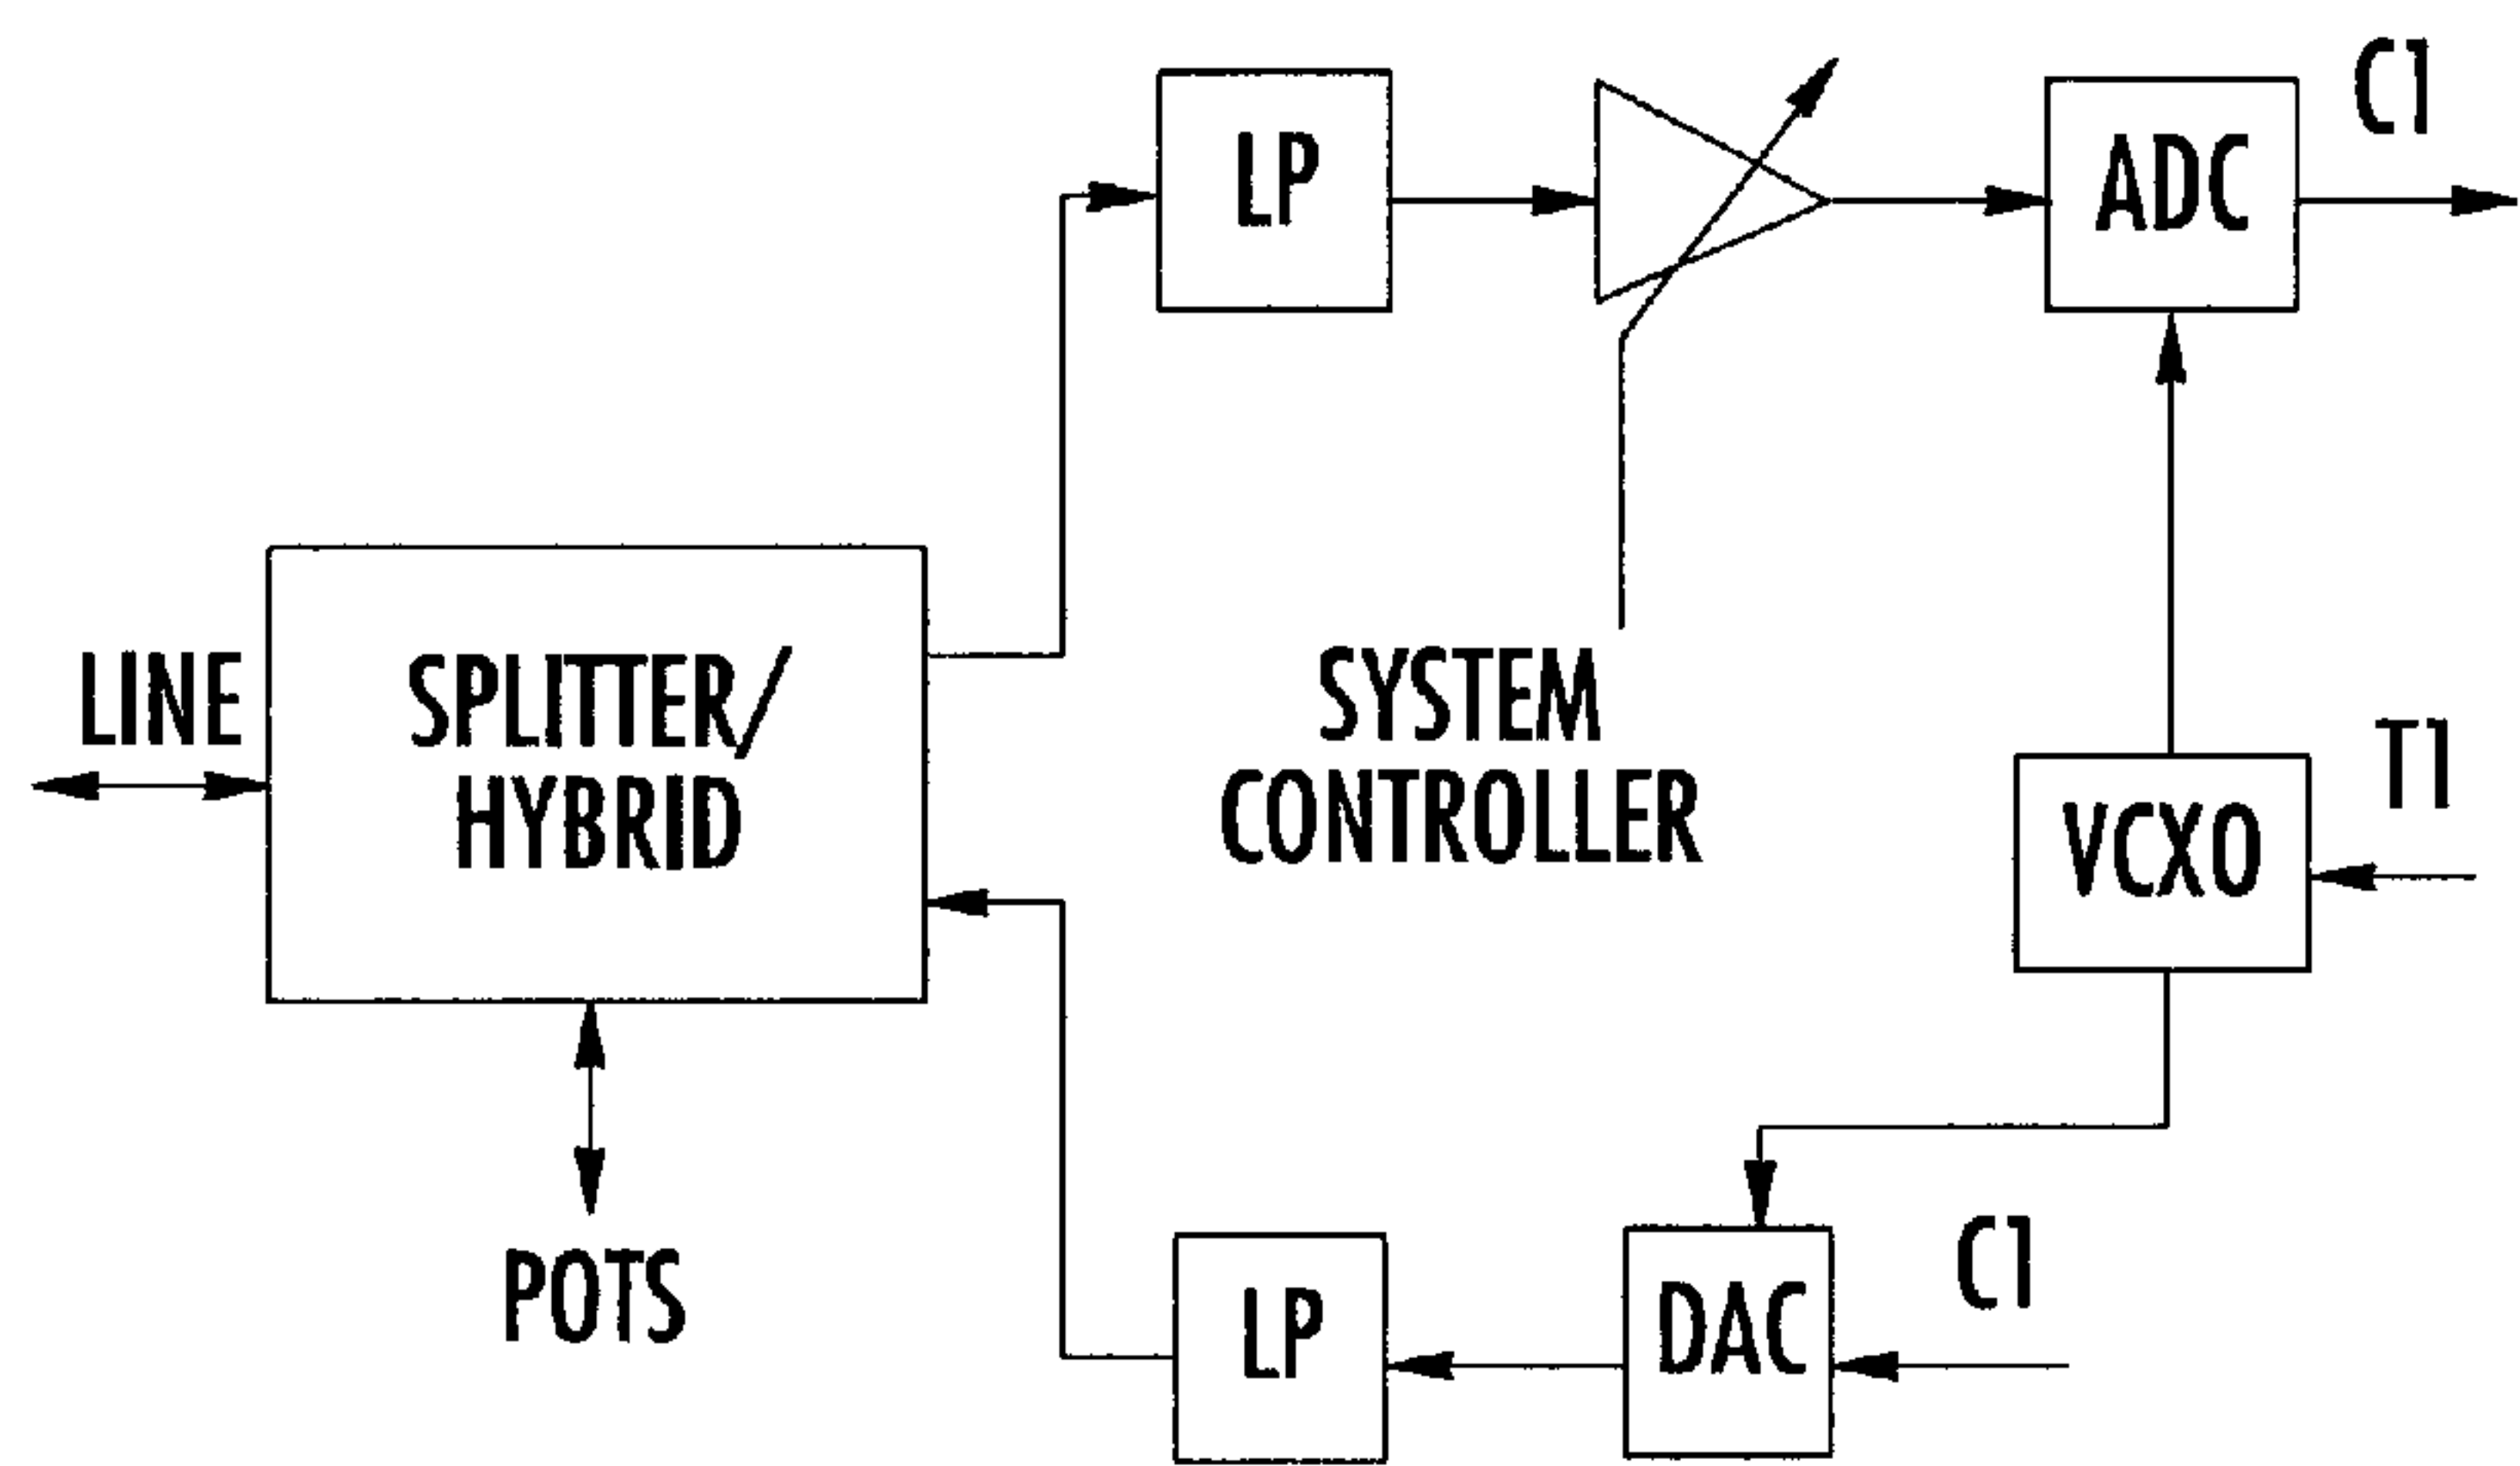 C1
LP
ADC
LINE
SPLITTER/
HYBRID
SYSTEM
CONTROLLER
T1
VCXO
POTS
LP
DAC
C1